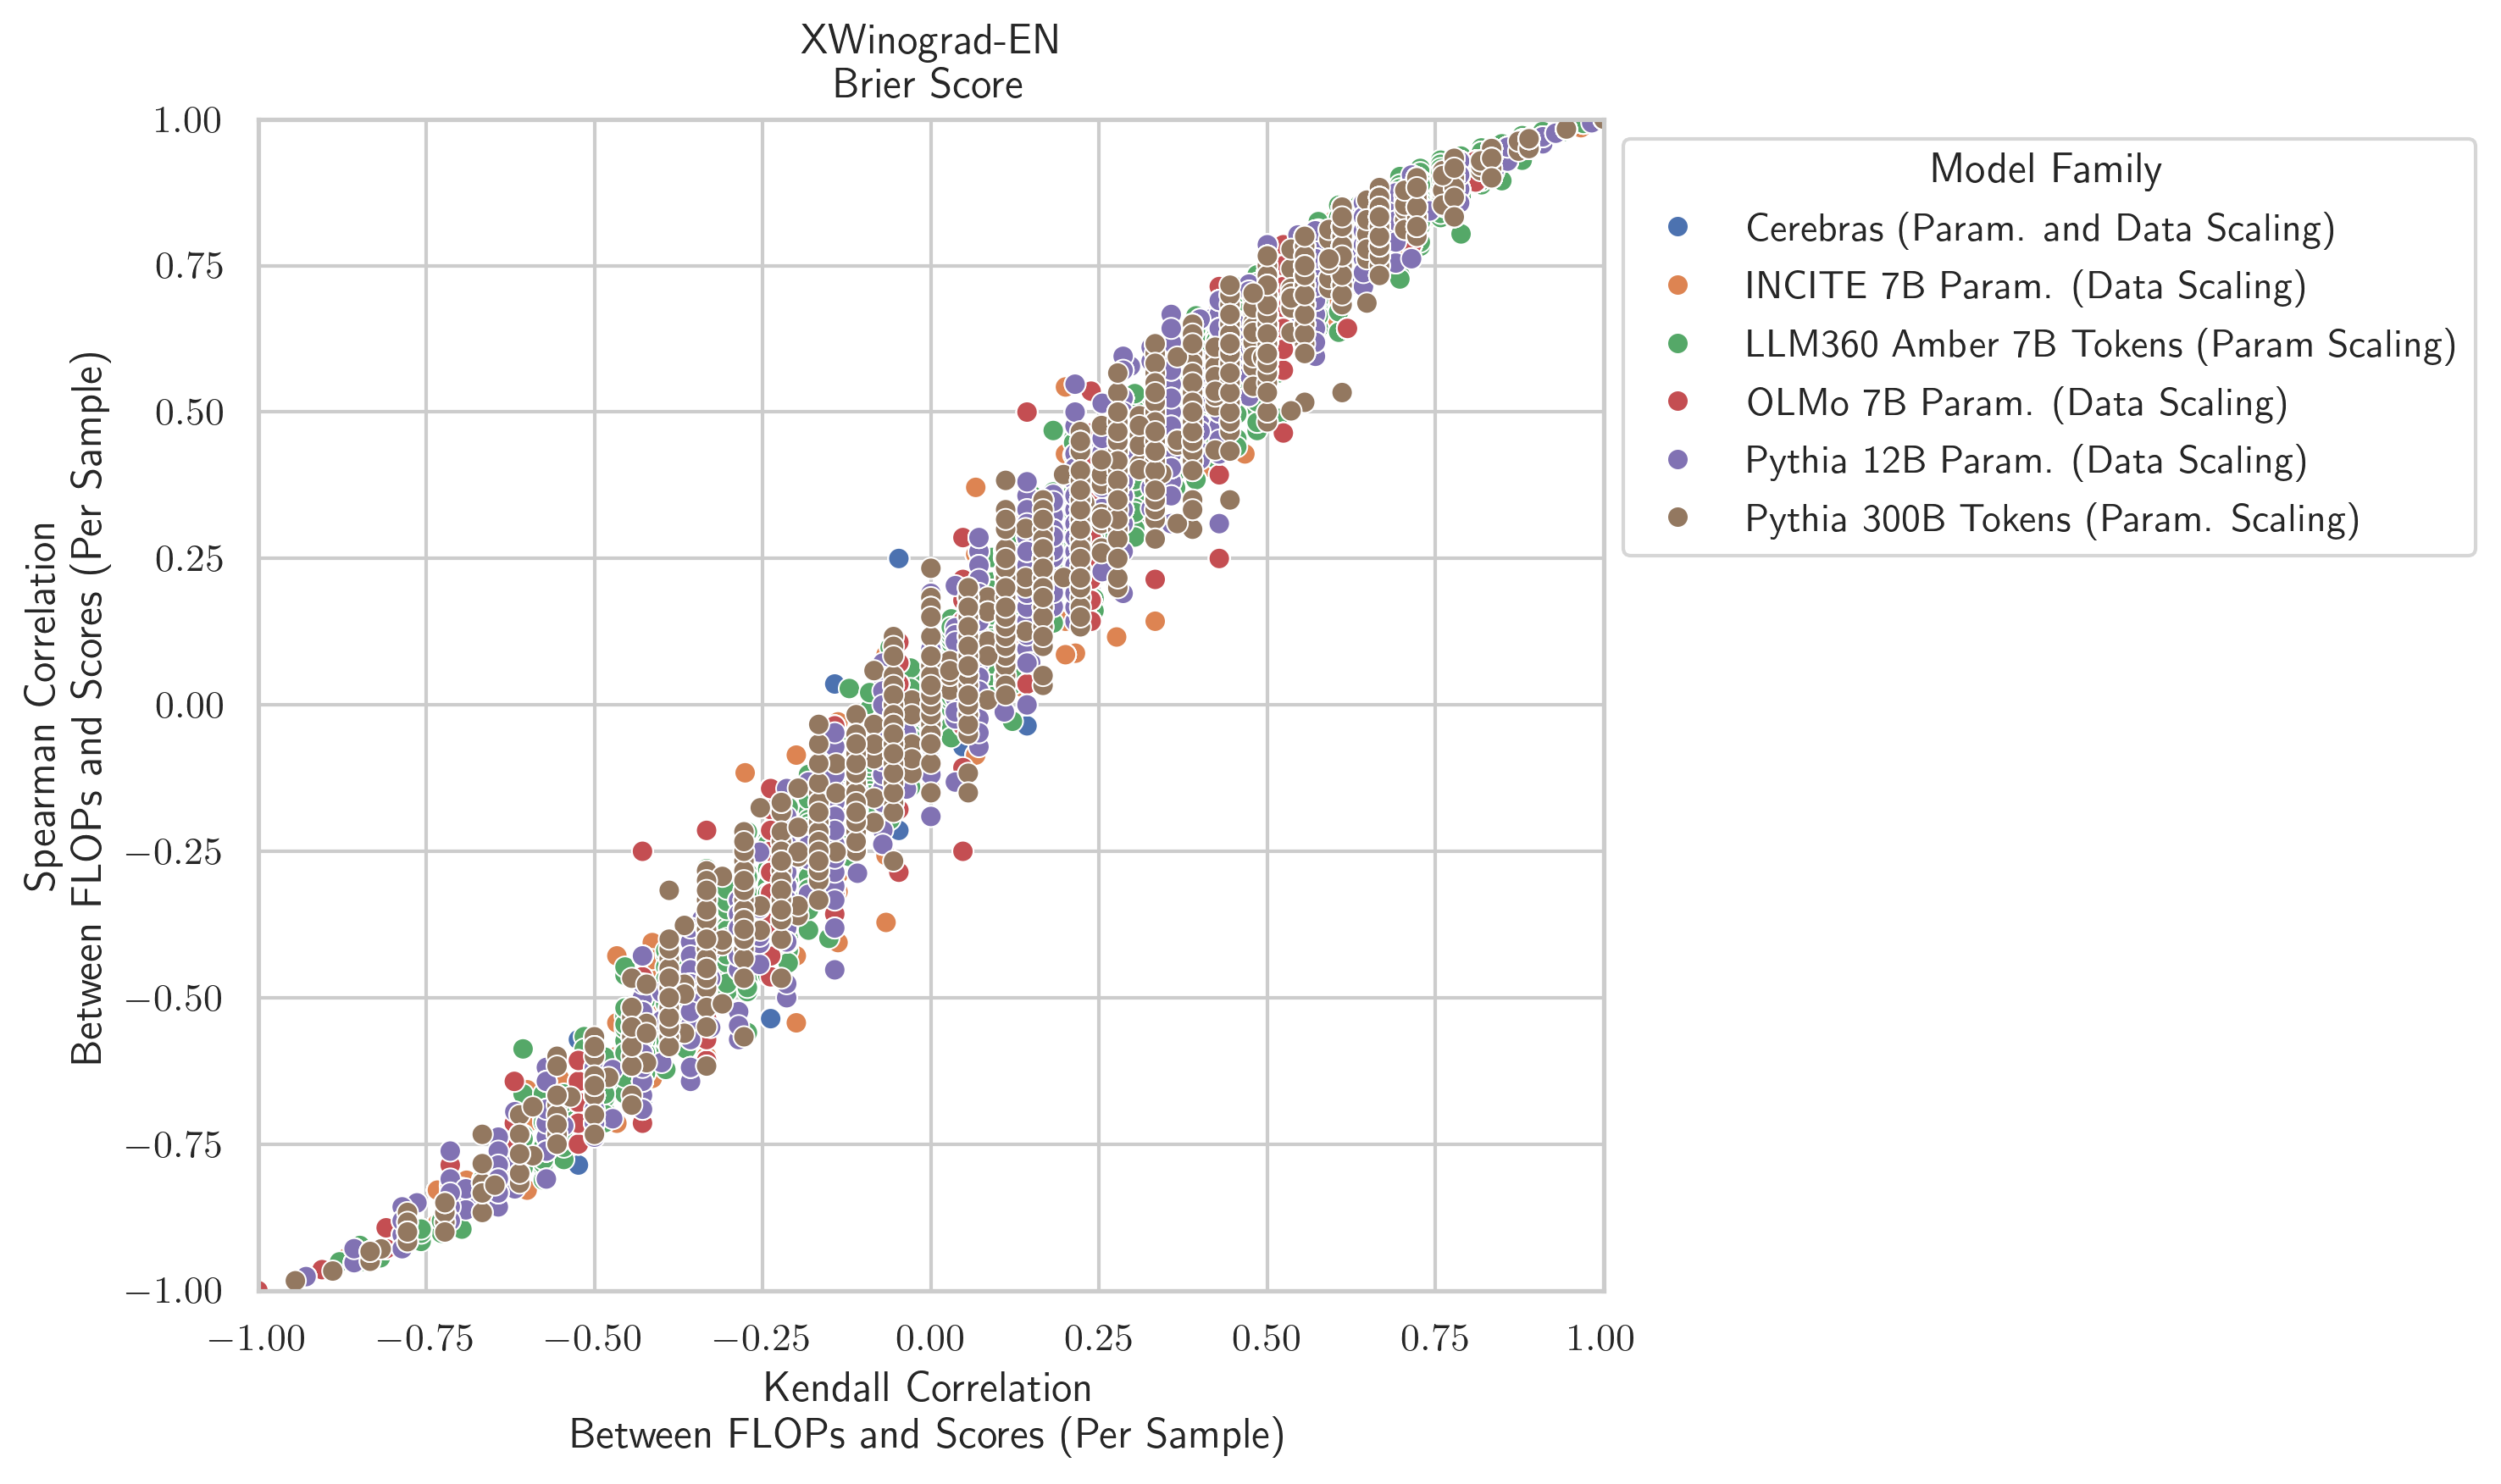 XWinograd-EN
Brier Score
1.00
0.75
0.50
0.25
0.00
−0.25
−0.50
−0.75
−1.00
Spearman Correlation
Between FLOPs and Scores (Per Sample)
−1.00
−0.75
−0.50
−0.25
0.00
0.25
0.50
0.75
1.00
Kendall Correlation
Between FLOPs and Scores (Per Sample)
Model Family
Cerebras (Param. and Data Scaling)
INCITE 7B Param. (Data Scaling)
LLM360 Amber 7B Tokens (Param Scaling)
OLMo 7B Param. (Data Scaling)
Pythia 12B Param. (Data Scaling)
Pythia 300B Tokens (Param. Scaling)